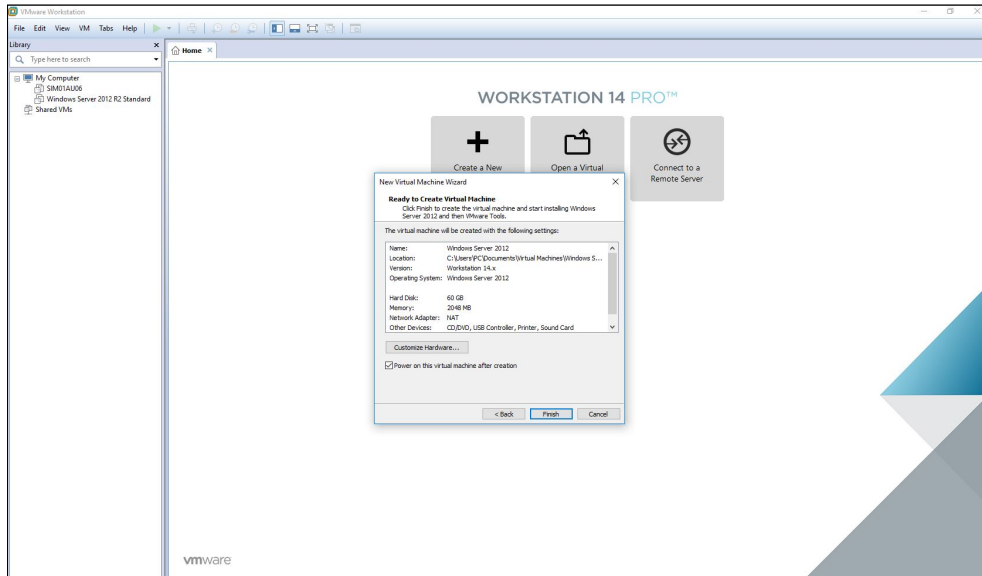 VMware Workstation
File Edit View VM Tabs Help
Library
Type here to search
My Computer
SIM01AU06
Windows Server 2012 R2 Standard
Shared VMs
Home
WORKSTATION 14 PRO™
Create a New
Open a Virtual
Connect to a
Remote Server
New Virtual Machine Wizard
Ready to Create Virtual Machine
Click Finish to create the virtual machine and start installing Windows
Server 2012 and then VMware Tools.
The virtual machine will be created with the following settings:
Name: Windows Server 2012
Location: C:\Users\PC\Documents\Virtual Machines\Windows S...
Version: Workstation 14.x
Operating System: Windows Server 2012
Hard Disk: 60 GB
Memory: 2048 MB
Network Adapter: NAT
Other Devices: CD/DVD, USB Controller, Printer, Sound Card
Customize Hardware...
Power on this virtual machine after creation
< Back Finish Cancel
vmware